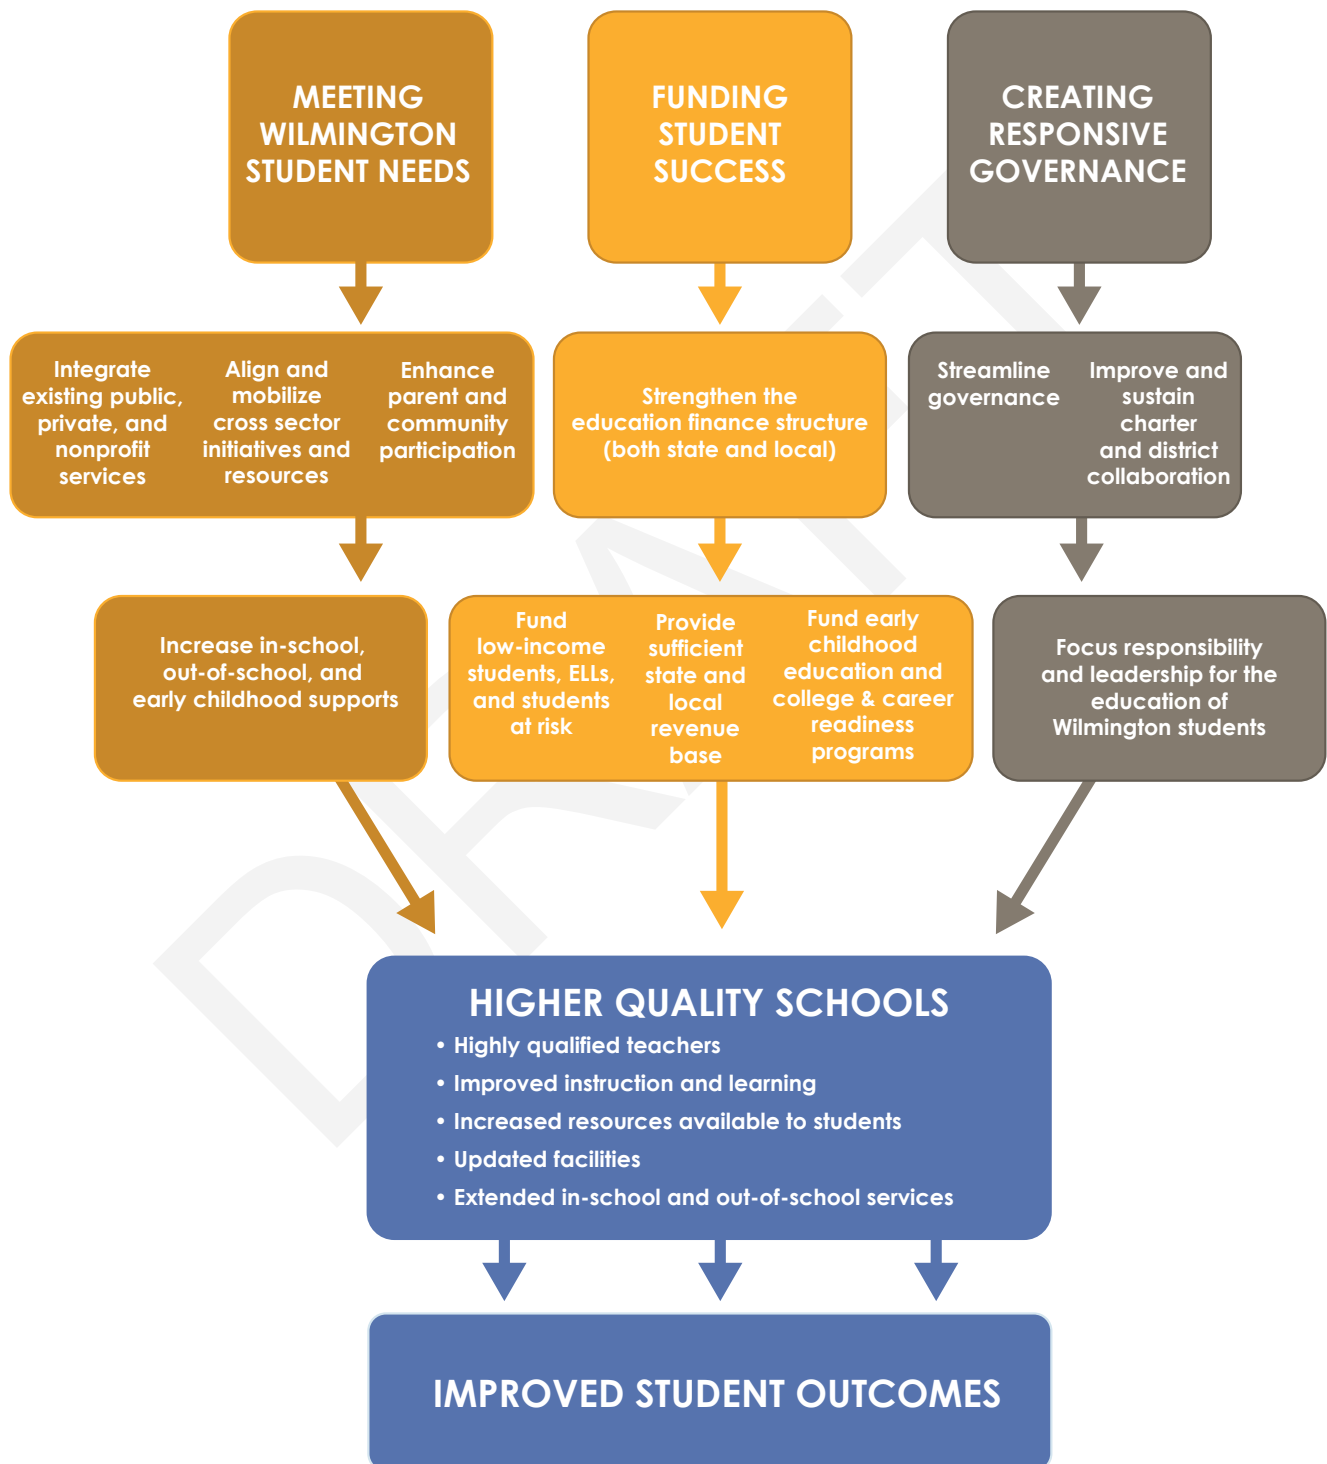 MEETING
WILMINGTON
STUDENT NEEDS
FUNDING
STUDENT
SUCCESS
CREATING
RESPONSIVE
GOVERNANCE
Integrate
existing public,
private, and
nonprofit
services
Align and
mobilize
cross sector
initiatives and
resources
Enhance
parent and
community
participation
Strengthen the
education finance structure
(both state and local)
Streamline
governance
Improve and
sustain
charter
and district
collaboration
Increase in-school,
out-of-school, and
early childhood supports
Fund
low-income
students, ELLs,
and students
at risk
Provide
sufficient
state and
local
revenue
base
Fund early
childhood
education and
college & career
readiness
programs
Focus responsibility
and leadership for the
education of
Wilmington students
HIGHER QUALITY SCHOOLS
• Highly qualified teachers
• Improved instruction and learning
• Increased resources available to students
• Updated facilities
• Extended in-school and out-of-school services
IMPROVED STUDENT OUTCOMES
DRAFT